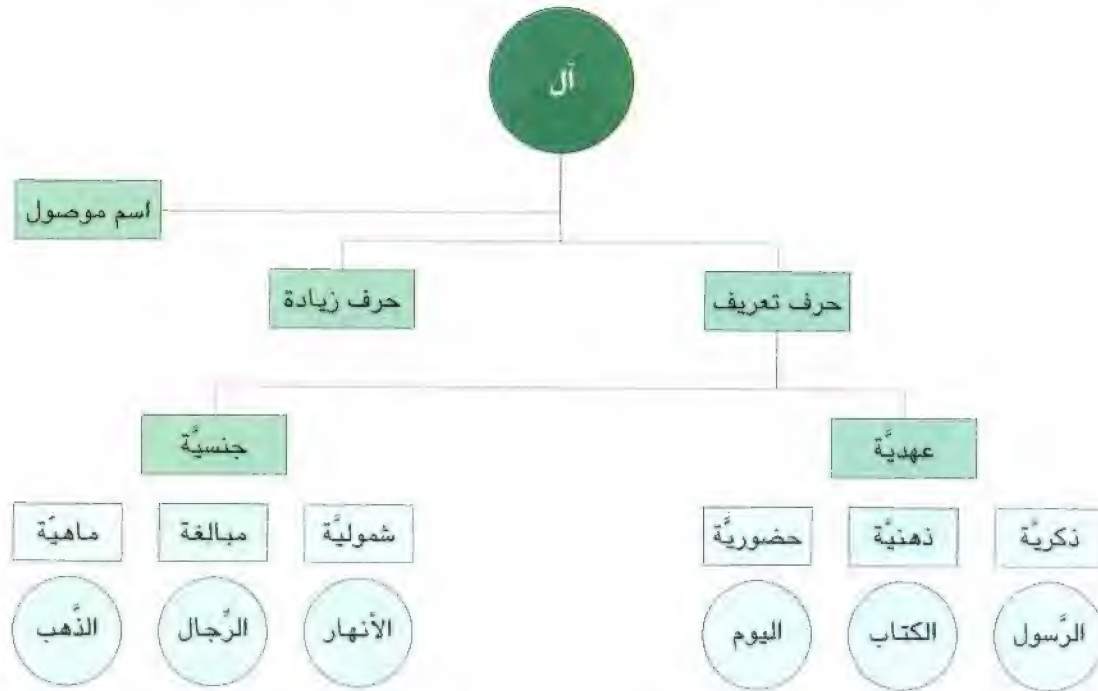 أل
اسم موصول
حرف تعريف
حرف زيادة
عهديَّة
جنسيَّة
ذكريَّة
ذهنيَّة
حضوريَّة
شموليَّة
مبالغة
ماهيّة
الرَّسول
الكتاب
اليوم
الأنهار
الرِّجال
الذَّهب